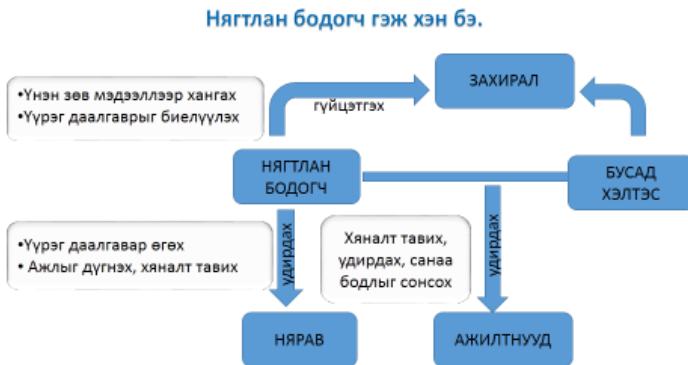 Нягтлан бодогч гэж хэн бэ.
•Үнэн зөв мэдээллээр хангах
•Үүрэг даалгаврыг биелүүлэх
гүйцэтгэх
ЗАХИРАЛ
НЯГТЛАН
БОДОГЧ
БУСАД
ХЭЛТЭС
•Үүрэг даалгавар өгөх
• Ажлыг дүгнэх, хяналт тавих
удирдах
Хяналт тавих,
удирдах, санаа
бодлыг сонсох
удирдах
НЯРАВ
АЖИЛТНУУД